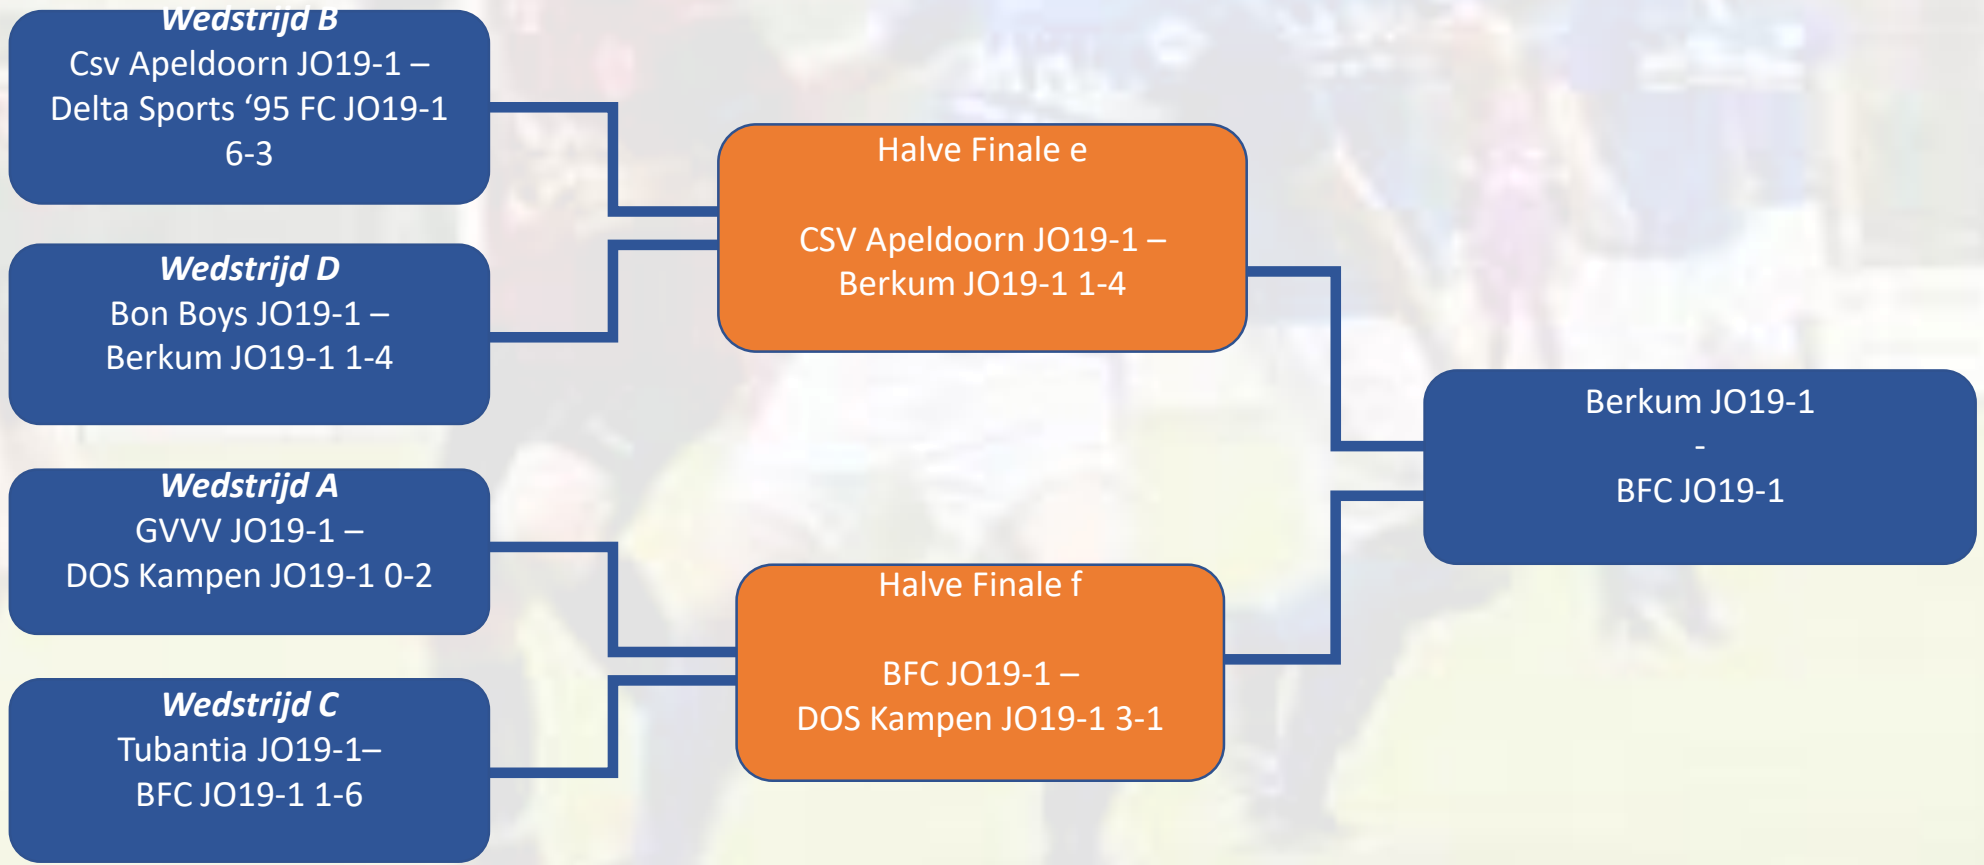 Wedstrijd B
Csv Apeldoorn JO19-1 –
Delta Sports ‘95 FC JO19-1
6-3
Wedstrijd D
Bon Boys JO19-1 –
Berkum JO19-1 1-4
Wedstrijd A
GVVV JO19-1 –
DOS Kampen JO19-1 0-2
Wedstrijd C
Tubantia JO19-1–
BFC JO19-1 1-6
Halve Finale e
CSV Apeldoorn JO19-1 –
Berkum JO19-1 1-4
Halve Finale f
BFC JO19-1 –
DOS Kampen JO19-1 3-1
Berkum JO19-1
-
BFC JO19-1